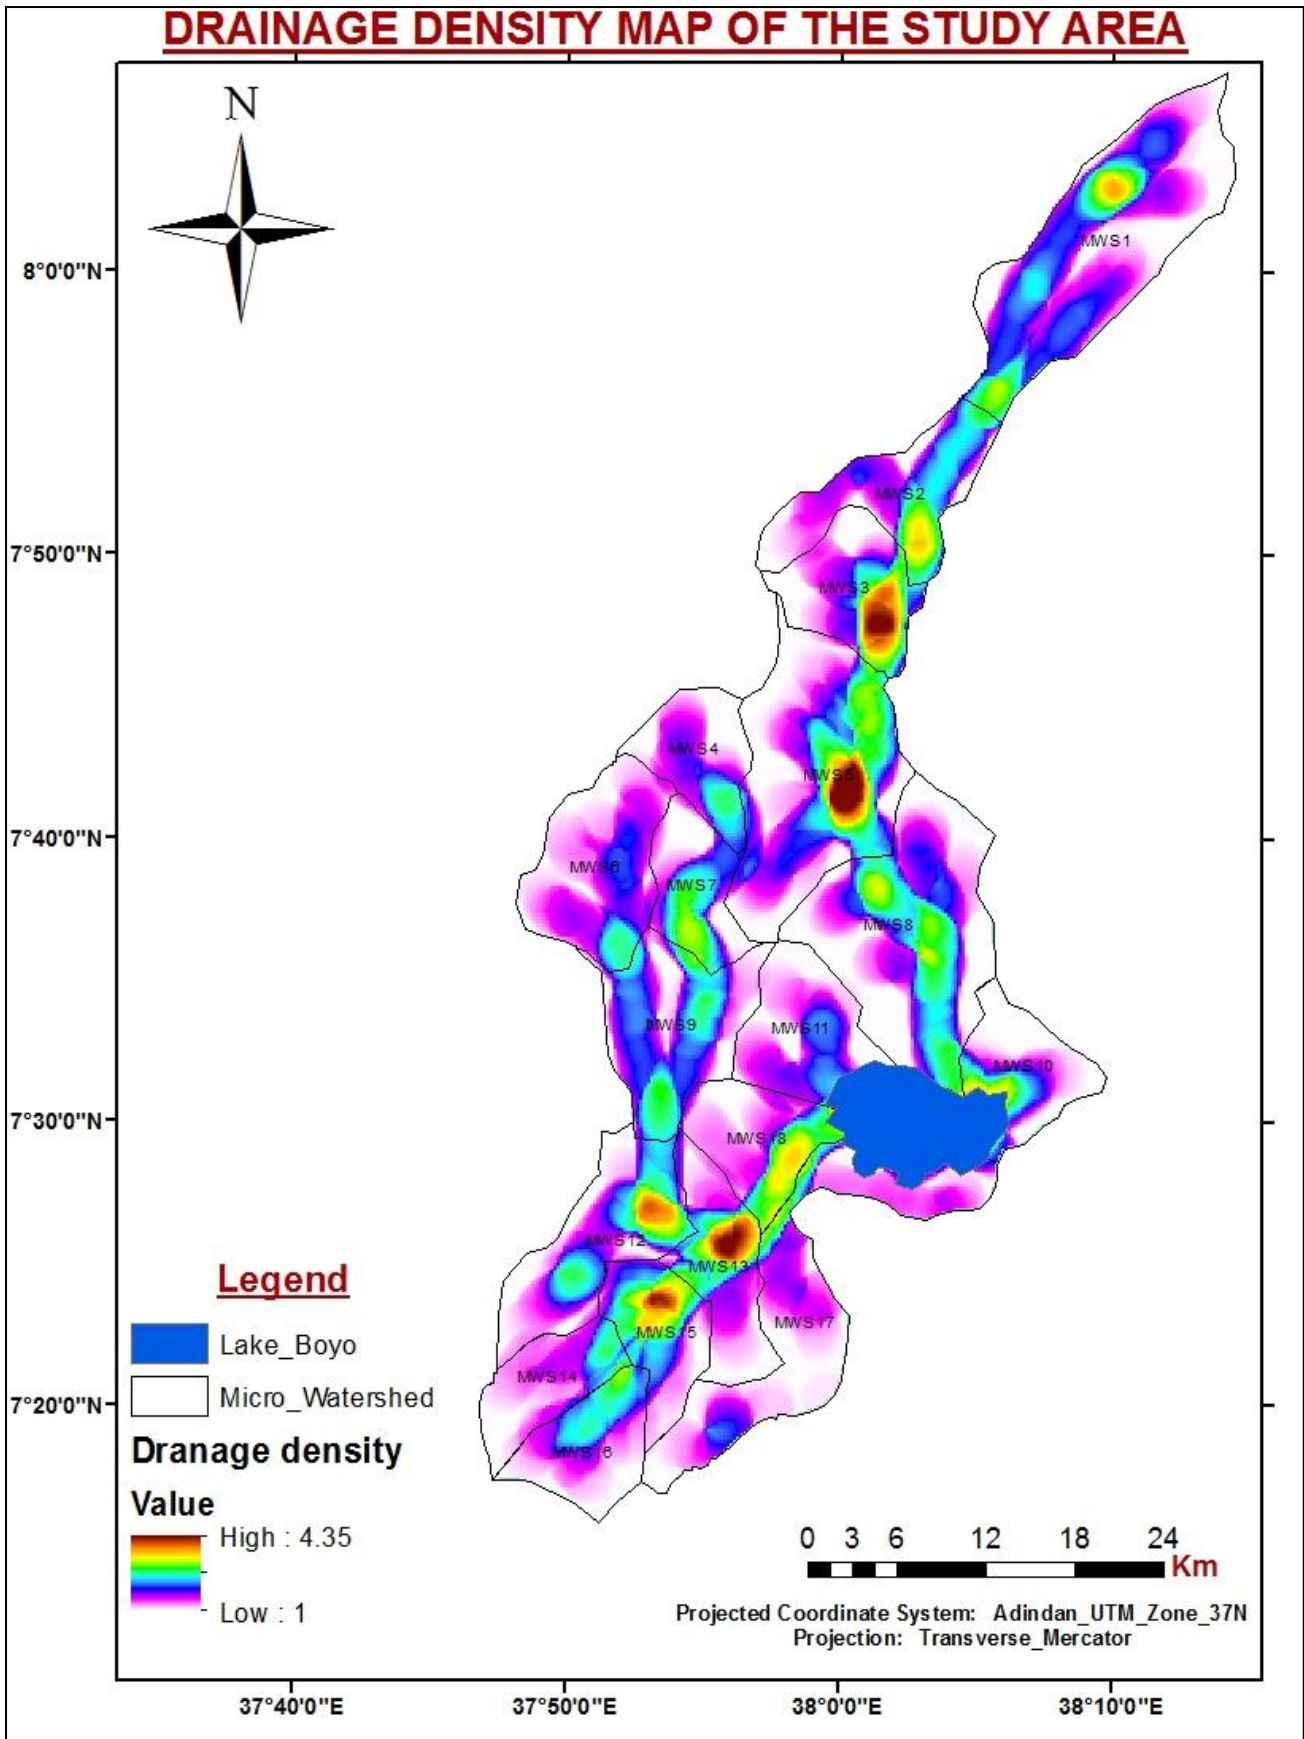 DRAINAGE DENSITY MAP OF THE STUDY AREA
N
MWS1
8°0'0"N
MWS2
7°50'0"N
MWS3
MWS4
MWS5
7°40'0"N
MWS6
MWS7
MWS8
MWS9
MWS11
MWS10
7°30'0"N
MWS18
MWS12
MWS13
Legend
MWS17
MWS15
Lake_Boyo
MWS14
7°20'0"N
Micro_Watershed
MWS16
Dranage density
Value
High : 4.35
Low : 1
0 3 6 12 18 24
Km
Projected Coordinate System: Adindan_UTM_Zone_37N
Projection: Transverse_Mercator
37°40'0"E 37°50'0"E 38°0'0"E 38°10'0"E